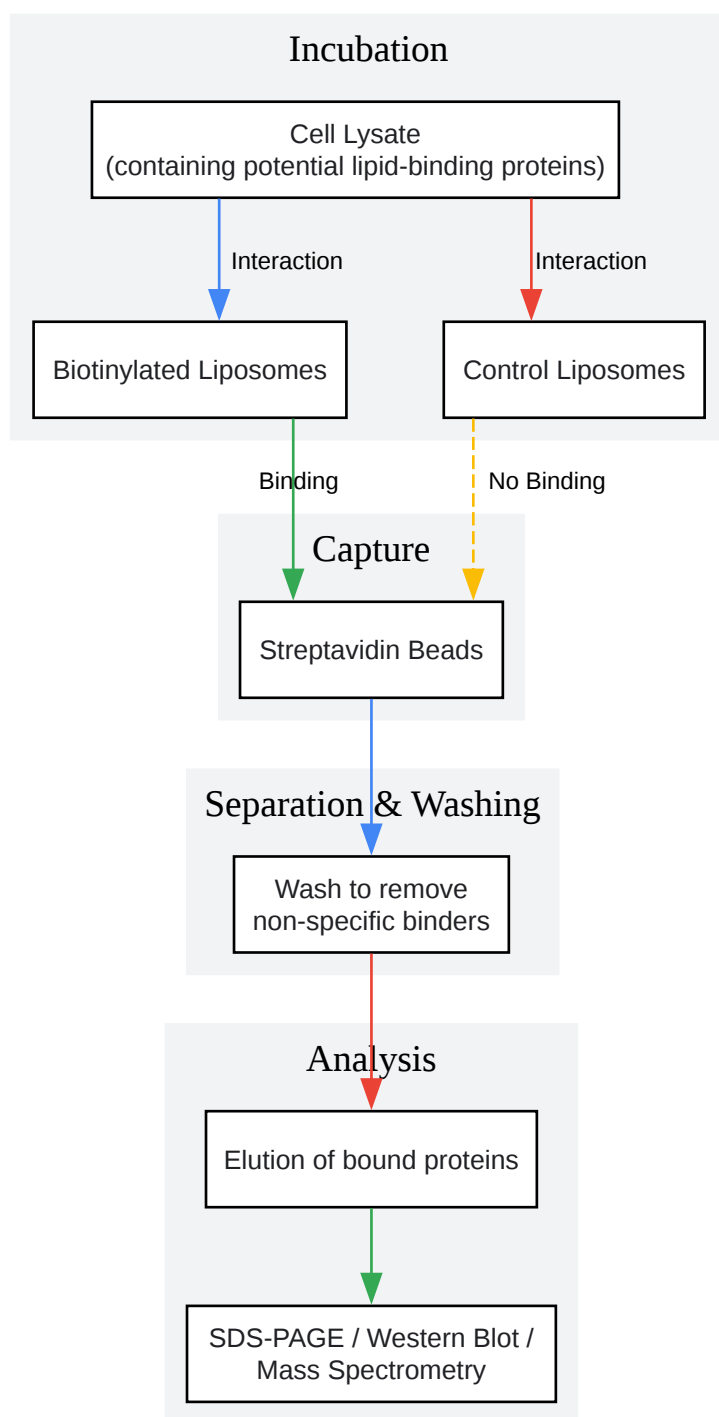 Incubation
Cell Lysate
(containing potential lipid-binding proteins)
Interaction
Interaction
Biotinylated Liposomes
Control Liposomes
Binding
No Binding
Capture
Streptavidin Beads
Separation & Washing
Wash to remove
non-specific binders
Analysis
Elution of bound proteins
SDS-PAGE / Western Blot /
Mass Spectrometry